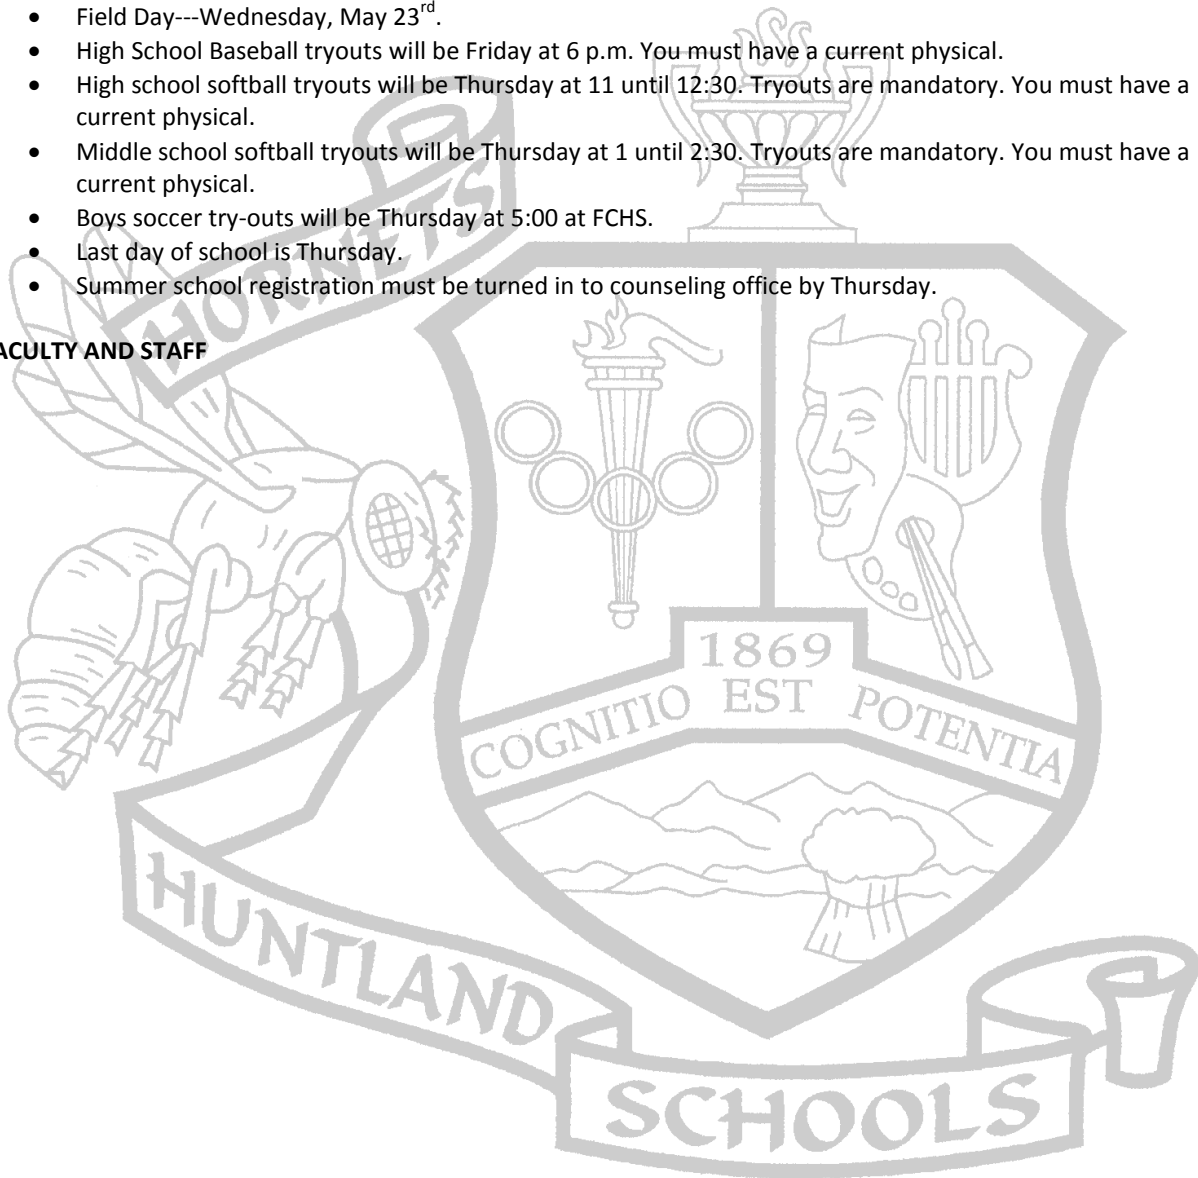 • Field Day---Wednesday, May 23rd.
• High School Baseball tryouts will be Friday at 6 p.m. You must have a current physical.
• High school softball tryouts will be Thursday at 11 until 12:30. Tryouts are mandatory. You must have a
current physical.
• Middle school softball tryouts will be Thursday at 1 until 2:30. Tryouts are mandatory. You must have a
current physical.
• Boys soccer try-outs will be Thursday at 5:00 at FCHS.
• Last day of school is Thursday.
• Summer school registration must be turned in to counseling office by Thursday.
ACULTY AND STAFF
HORNETS
1869
COGNITIO EST POTENTIA
HUNTLAND
SCHOOLS